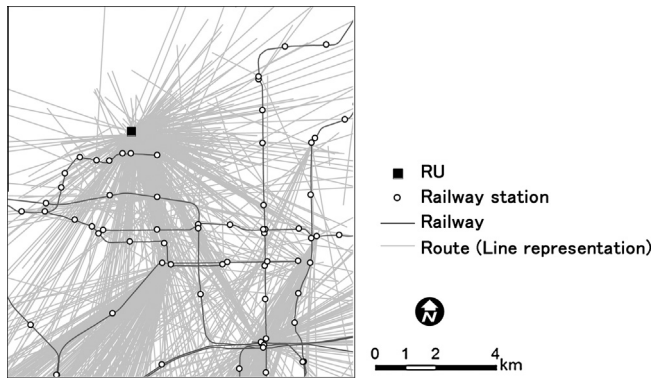 RU
Railway station
Railway
Route (Line representation)
N
0 1 2 4
km